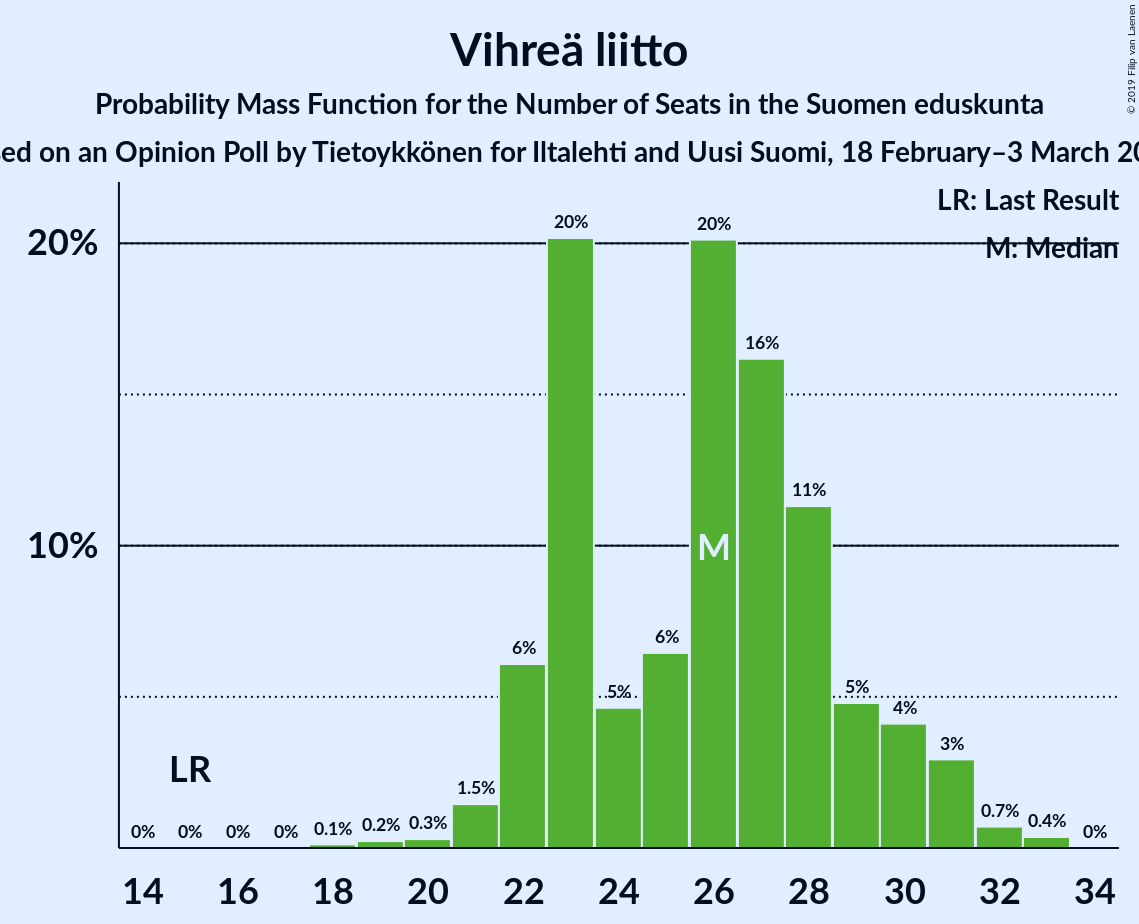 Vihreä liitto
Probability Mass Function for the Number of Seats in the Suomen eduskunta
on an Opinion Poll by Tietoykkönen for Iltalehti and Uusi Suomi, 18 February–3 March
© 2019 Filip van Laenen
LR: Last Result
M: Median
20%
10%
20% 20%
16%
11%
6% 5% 6% 5% 4% 3%
M
LR
0% 0% 0% 0% 0.1% 0.2% 0.3% 1.5% 0.7% 0.4% 0%
14 16 18 20 22 24 26 28 30 32 34